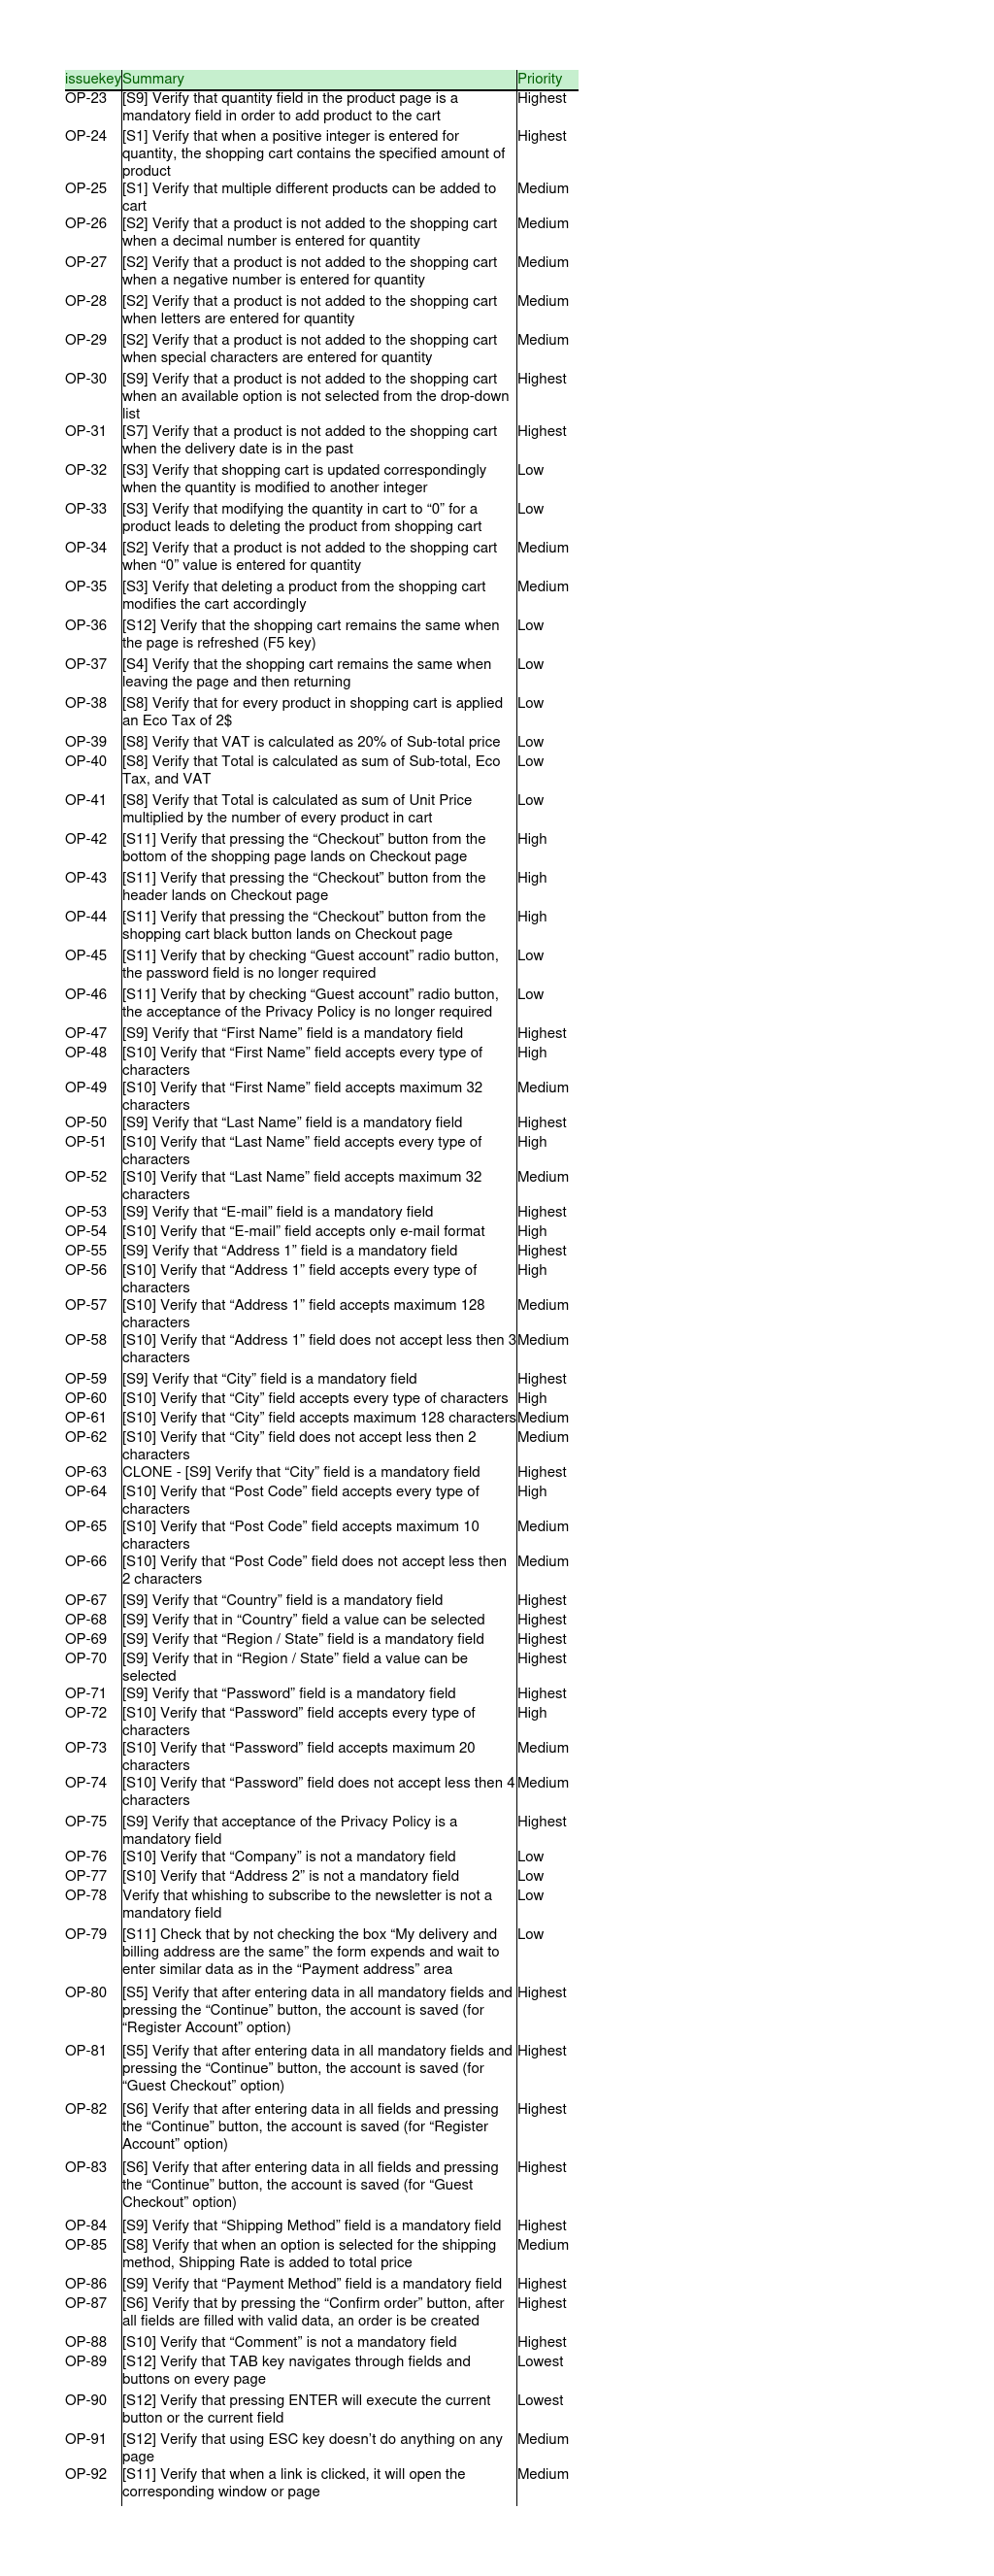 issuekey Summary Priority
OP-23 [S9] Verify that quantity field in the product page is a Highest
mandatory field in order to add product to the cart
OP-24 [S1] Verify that when a positive integer is entered for Highest
quantity, the shopping cart contains the specified amount of
product
OP-25 [S1] Verify that multiple different products can be added to Medium
cart
OP-26 [S2] Verify that a product is not added to the shopping cart Medium
when a decimal number is entered for quantity
OP-27 [S2] Verify that a product is not added to the shopping cart Medium
when a negative number is entered for quantity
OP-28 [S2] Verify that a product is not added to the shopping cart Medium
when letters are entered for quantity
OP-29 [S2] Verify that a product is not added to the shopping cart Medium
when special characters are entered for quantity
OP-30 [S9] Verify that a product is not added to the shopping cart Highest
when an available option is not selected from the drop-down
list
OP-31 [S7] Verify that a product is not added to the shopping cart Highest
when the delivery date is in the past
OP-32 [S3] Verify that shopping cart is updated correspondingly Low
when the quantity is modified to another integer
OP-33 [S3] Verify that modifying the quantity in cart to “0” for a Low
product leads to deleting the product from shopping cart
OP-34 [S2] Verify that a product is not added to the shopping cart Medium
when “0” value is entered for quantity
OP-35 [S3] Verify that deleting a product from the shopping cart Medium
modifies the cart accordingly
OP-36 [S12] Verify that the shopping cart remains the same when Low
the page is refreshed (F5 key)
OP-37 [S4] Verify that the shopping cart remains the same when Low
leaving the page and then returning
OP-38 [S8] Verify that for every product in shopping cart is applied Low
an Eco Tax of 2$
OP-39 [S8] Verify that VAT is calculated as 20% of Sub-total price Low
OP-40 [S8] Verify that Total is calculated as sum of Sub-total, Eco Low
Tax, and VAT
OP-41 [S8] Verify that Total is calculated as sum of Unit Price Low
multiplied by the number of every product in cart
OP-42 [S11] Verify that pressing the “Checkout” button from the High
bottom of the shopping page lands on Checkout page
OP-43 [S11] Verify that pressing the “Checkout” button from the High
header lands on Checkout page
OP-44 [S11] Verify that pressing the “Checkout” button from the High
shopping cart black button lands on Checkout page
OP-45 [S11] Verify that by checking “Guest account” radio button, Low
the password field is no longer required
OP-46 [S11] Verify that by checking “Guest account” radio button, Low
the acceptance of the Privacy Policy is no longer required
OP-47 [S9] Verify that “First Name” field is a mandatory field Highest
OP-48 [S10] Verify that “First Name” field accepts every type of High
characters
OP-49 [S10] Verify that “First Name” field accepts maximum 32 Medium
characters
OP-50 [S9] Verify that “Last Name” field is a mandatory field Highest
OP-51 [S10] Verify that “Last Name” field accepts every type of High
characters
OP-52 [S10] Verify that “Last Name” field accepts maximum 32 Medium
characters
OP-53 [S9] Verify that “E-mail” field is a mandatory field Highest
OP-54 [S10] Verify that “E-mail” field accepts only e-mail format High
OP-55 [S9] Verify that “Address 1” field is a mandatory field Highest
OP-56 [S10] Verify that “Address 1” field accepts every type of High
characters
OP-57 [S10] Verify that “Address 1” field accepts maximum 128 Medium
characters
OP-58 [S10] Verify that “Address 1” field does not accept less then 3 Medium
characters
OP-59 [S9] Verify that “City” field is a mandatory field Highest
OP-60 [S10] Verify that “City” field accepts every type of characters High
OP-61 [S10] Verify that “City” field accepts maximum 128 characters Medium
OP-62 [S10] Verify that “City” field does not accept less then 2 Medium
characters
OP-63 CLONE - [S9] Verify that “City” field is a mandatory field Highest
OP-64 [S10] Verify that “Post Code” field accepts every type of High
characters
OP-65 [S10] Verify that “Post Code” field accepts maximum 10 Medium
characters
OP-66 [S10] Verify that “Post Code” field does not accept less then Medium
2 characters
OP-67 [S9] Verify that “Country” field is a mandatory field Highest
OP-68 [S9] Verify that in “Country” field a value can be selected Highest
OP-69 [S9] Verify that “Region / State” field is a mandatory field Highest
OP-70 [S9] Verify that in “Region / State” field a value can be Highest
selected
OP-71 [S9] Verify that “Password” field is a mandatory field Highest
OP-72 [S10] Verify that “Password” field accepts every type of High
characters
OP-73 [S10] Verify that “Password” field accepts maximum 20 Medium
characters
OP-74 [S10] Verify that “Password” field does not accept less then 4 Medium
characters
OP-75 [S9] Verify that acceptance of the Privacy Policy is a Highest
mandatory field
OP-76 [S10] Verify that “Company” is not a mandatory field Low
OP-77 [S10] Verify that “Address 2” is not a mandatory field Low
OP-78 Verify that whishing to subscribe to the newsletter is not a Low
mandatory field
OP-79 [S11] Check that by not checking the box “My delivery and Low
billing address are the same” the form expends and wait to
enter similar data as in the “Payment address” area
OP-80 [S5] Verify that after entering data in all mandatory fields and Highest
pressing the “Continue” button, the account is saved (for
“Register Account” option)
OP-81 [S5] Verify that after entering data in all mandatory fields and Highest
pressing the “Continue” button, the account is saved (for
“Guest Checkout” option)
OP-82 [S6] Verify that after entering data in all fields and pressing Highest
the “Continue” button, the account is saved (for “Register
Account” option)
OP-83 [S6] Verify that after entering data in all fields and pressing Highest
the “Continue” button, the account is saved (for “Guest
Checkout” option)
OP-84 [S9] Verify that “Shipping Method” field is a mandatory field Highest
OP-85 [S8] Verify that when an option is selected for the shipping Medium
method, Shipping Rate is added to total price
OP-86 [S9] Verify that “Payment Method” field is a mandatory field Highest
OP-87 [S6] Verify that by pressing the “Confirm order” button, after Highest
all fields are filled with valid data, an order is be created
OP-88 [S10] Verify that “Comment” is not a mandatory field Highest
OP-89 [S12] Verify that TAB key navigates through fields and Lowest
buttons on every page
OP-90 [S12] Verify that pressing ENTER will execute the current Lowest
button or the current field
OP-91 [S12] Verify that using ESC key doesn’t do anything on any Medium
page
OP-92 [S11] Verify that when a link is clicked, it will open the Medium
corresponding window or page